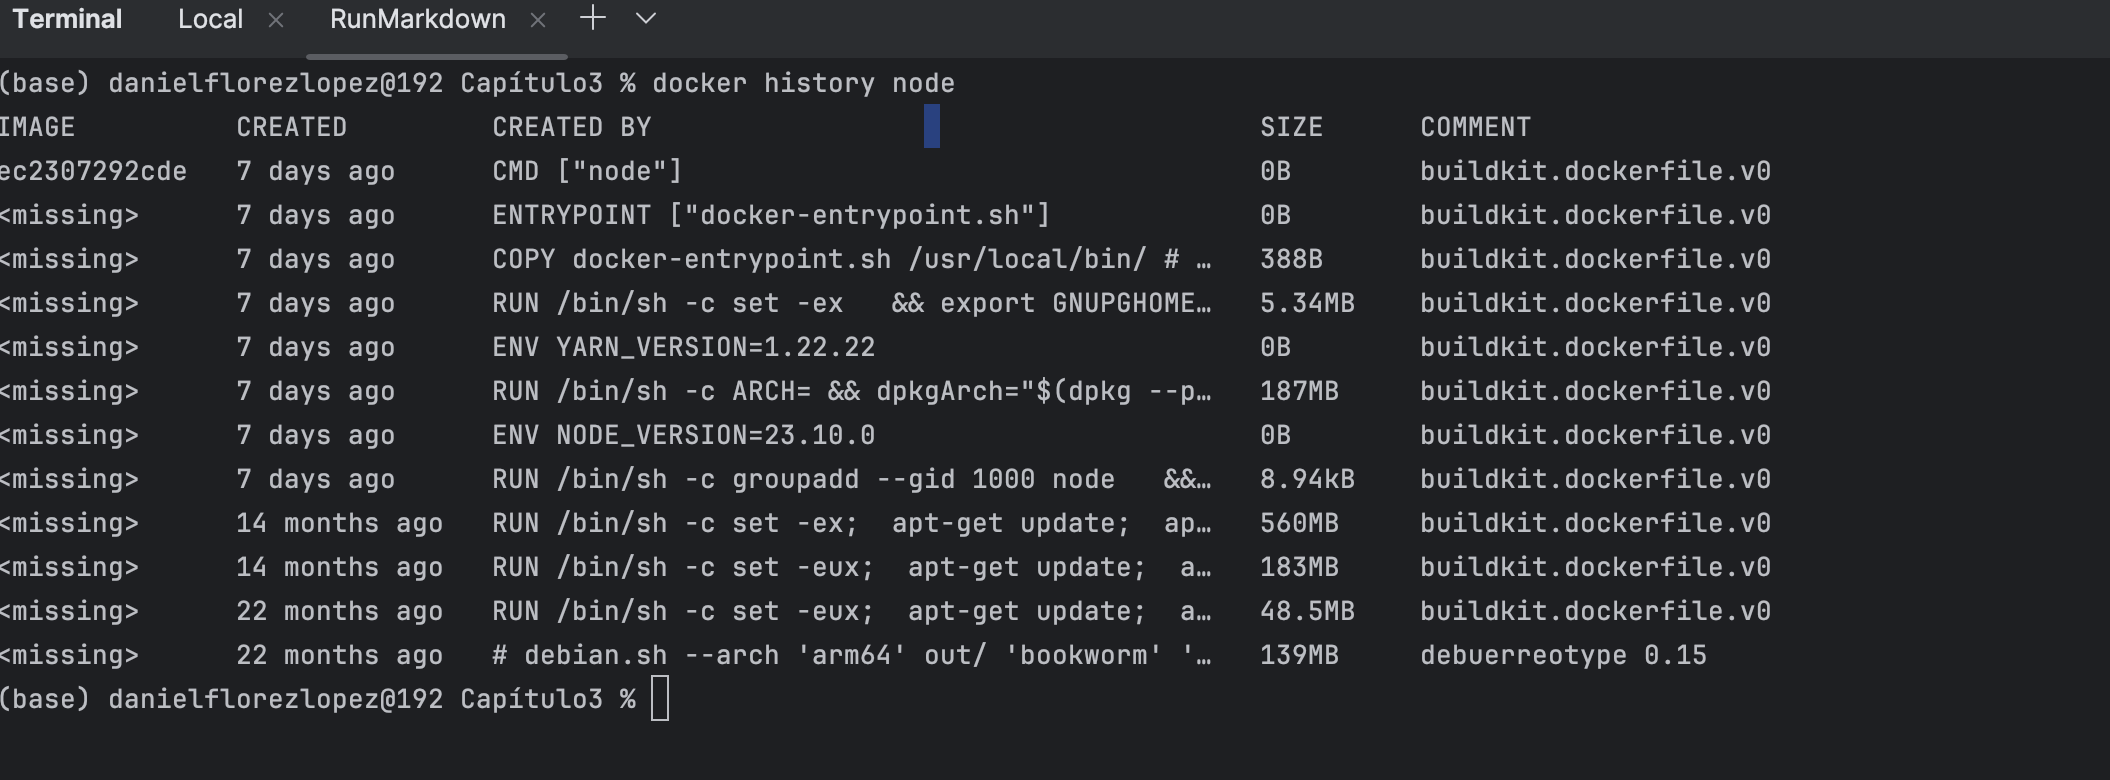 Terminal Local RunMarkdown
(base) danielflorezlopez@192 Capítulo3 % docker history node
IMAGE CREATED CREATED BY SIZE COMMENT
ec2307292cde 7 days ago CMD ["node"] 0B buildkit.dockerfile.v0
<missing> 7 days ago ENTRYPOINT ["docker-entrypoint.sh"] 0B buildkit.dockerfile.v0
<missing> 7 days ago COPY docker-entrypoint.sh /usr/local/bin/ # … 388B buildkit.dockerfile.v0
<missing> 7 days ago RUN /bin/sh -c set -ex   && export GNUPGHOME… 5.34MB buildkit.dockerfile.v0
<missing> 7 days ago ENV YARN_VERSION=1.22.22 0B buildkit.dockerfile.v0
<missing> 7 days ago RUN /bin/sh -c ARCH= && dpkgArch="$(dpkg --p… 187MB buildkit.dockerfile.v0
<missing> 7 days ago ENV NODE_VERSION=23.10.0 0B buildkit.dockerfile.v0
<missing> 7 days ago RUN /bin/sh -c groupadd --gid 1000 node   &&… 8.94kB buildkit.dockerfile.v0
<missing> 14 months ago RUN /bin/sh -c set -ex;  apt-get update;  ap… 560MB buildkit.dockerfile.v0
<missing> 14 months ago RUN /bin/sh -c set -eux;  apt-get update;  a… 183MB buildkit.dockerfile.v0
<missing> 22 months ago RUN /bin/sh -c set -eux;  apt-get update;  a… 48.5MB buildkit.dockerfile.v0
<missing> 22 months ago # debian.sh --arch 'arm64' out/ 'bookworm' '… 139MB debuerreotype 0.15
(base) danielflorezlopez@192 Capítulo3 %